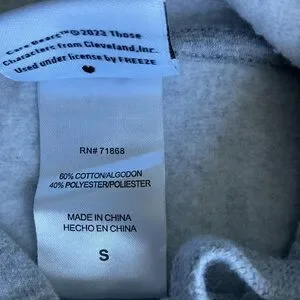 Care Bears™©2023 Those
Characters from Cleveland,Inc.
Used under license by FREEZE
RN# 71868
60% COTTON/ALGODON
40% POLYESTER/POLIESTER
MADE IN CHINA
HECHO EN CHINA
S